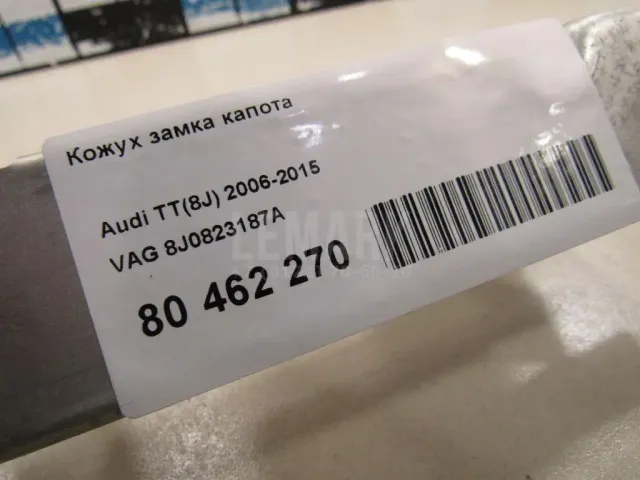 Кожух замка капота
Audi TT(8J) 2006-2015
VAG 8J0823187A
80 462 270